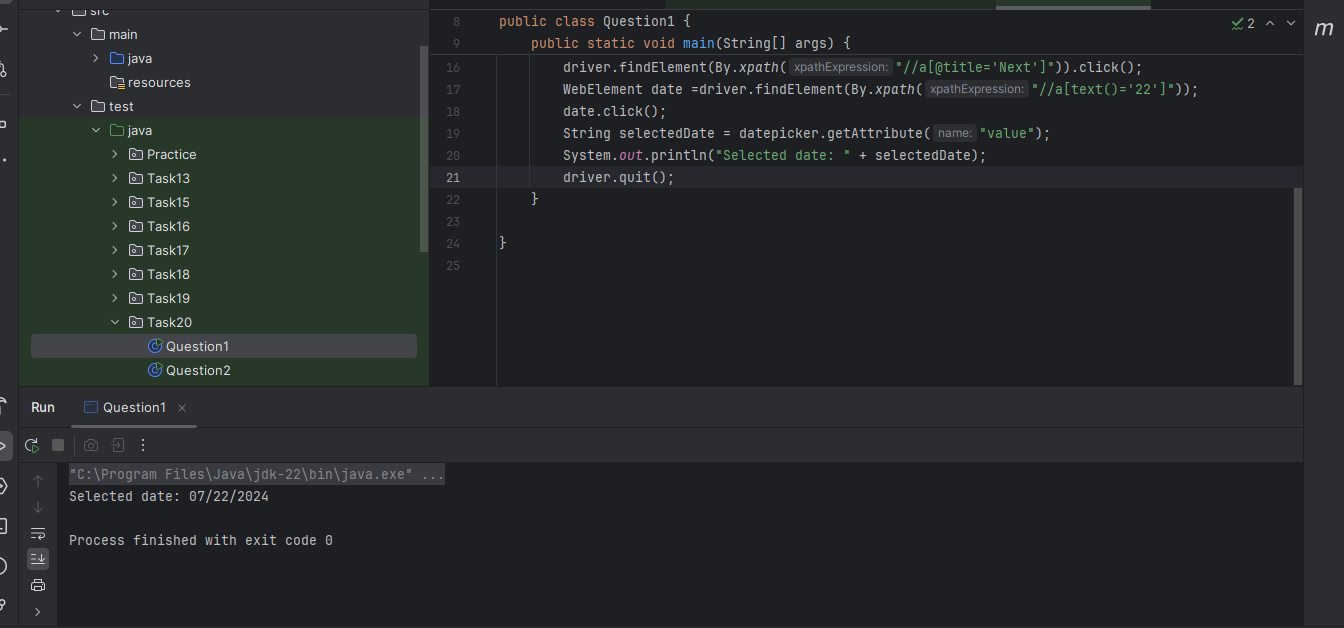 src
main
java
resources
test
java
Practice
Task13
Task15
Task16
Task17
Task18
Task19
Task20
Question1
Question2
8 public class Question1 {
9 public static void main(String[] args) {
16 driver.findElement(By.xpath( xpathExpression: "//a[@title='Next']")).click();
17 WebElement date =driver.findElement(By.xpath( xpathExpression: "//a[text()='22']"));
18 date.click();
19 String selectedDate = datepicker.getAttribute( name: "value");
20 System.out.println("Selected date: " + selectedDate);
21 driver.quit();
22 }
23
24 }
25
2
m
Run Question1
"C:\Program Files\Java\jdk-22\bin\java.exe" ...
Selected date: 07/22/2024
Process finished with exit code 0